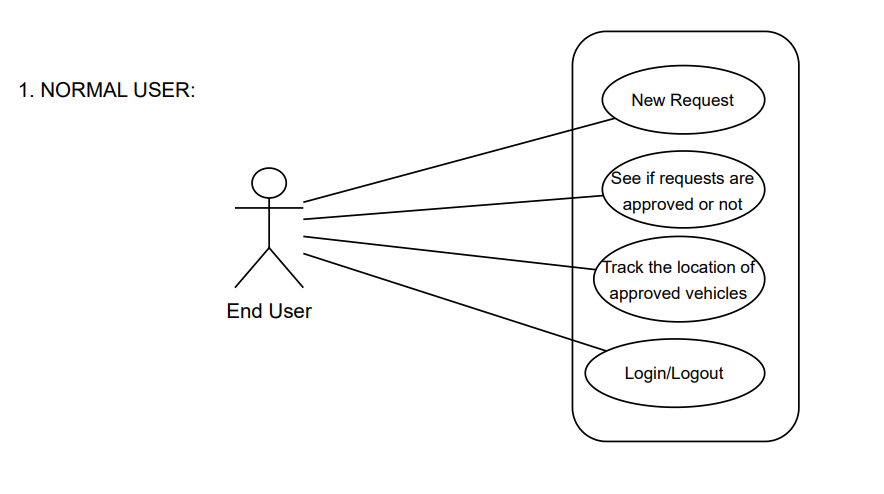 1. NORMAL USER:
New Request
See if requests are
approved or not
Track the location of
approved vehicles
Login/Logout
End User